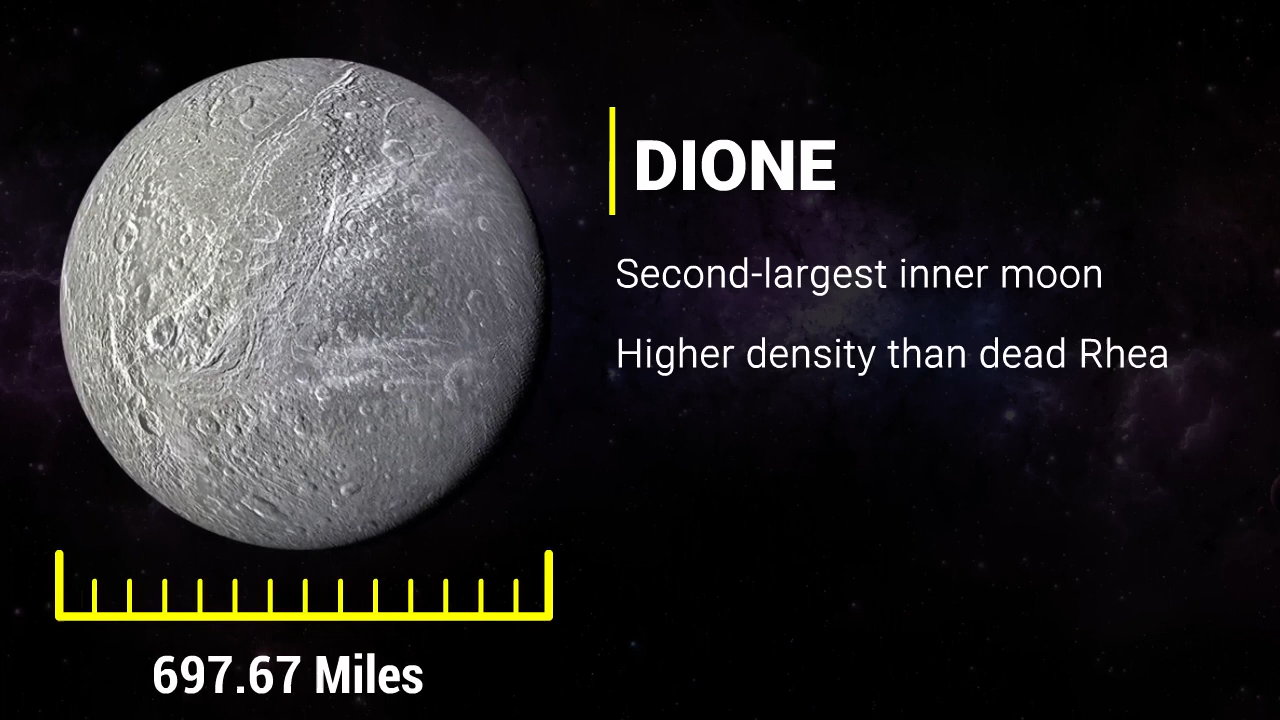 DIONE
Second-largest inner moon
Higher density than dead Rhea
697.67 Miles